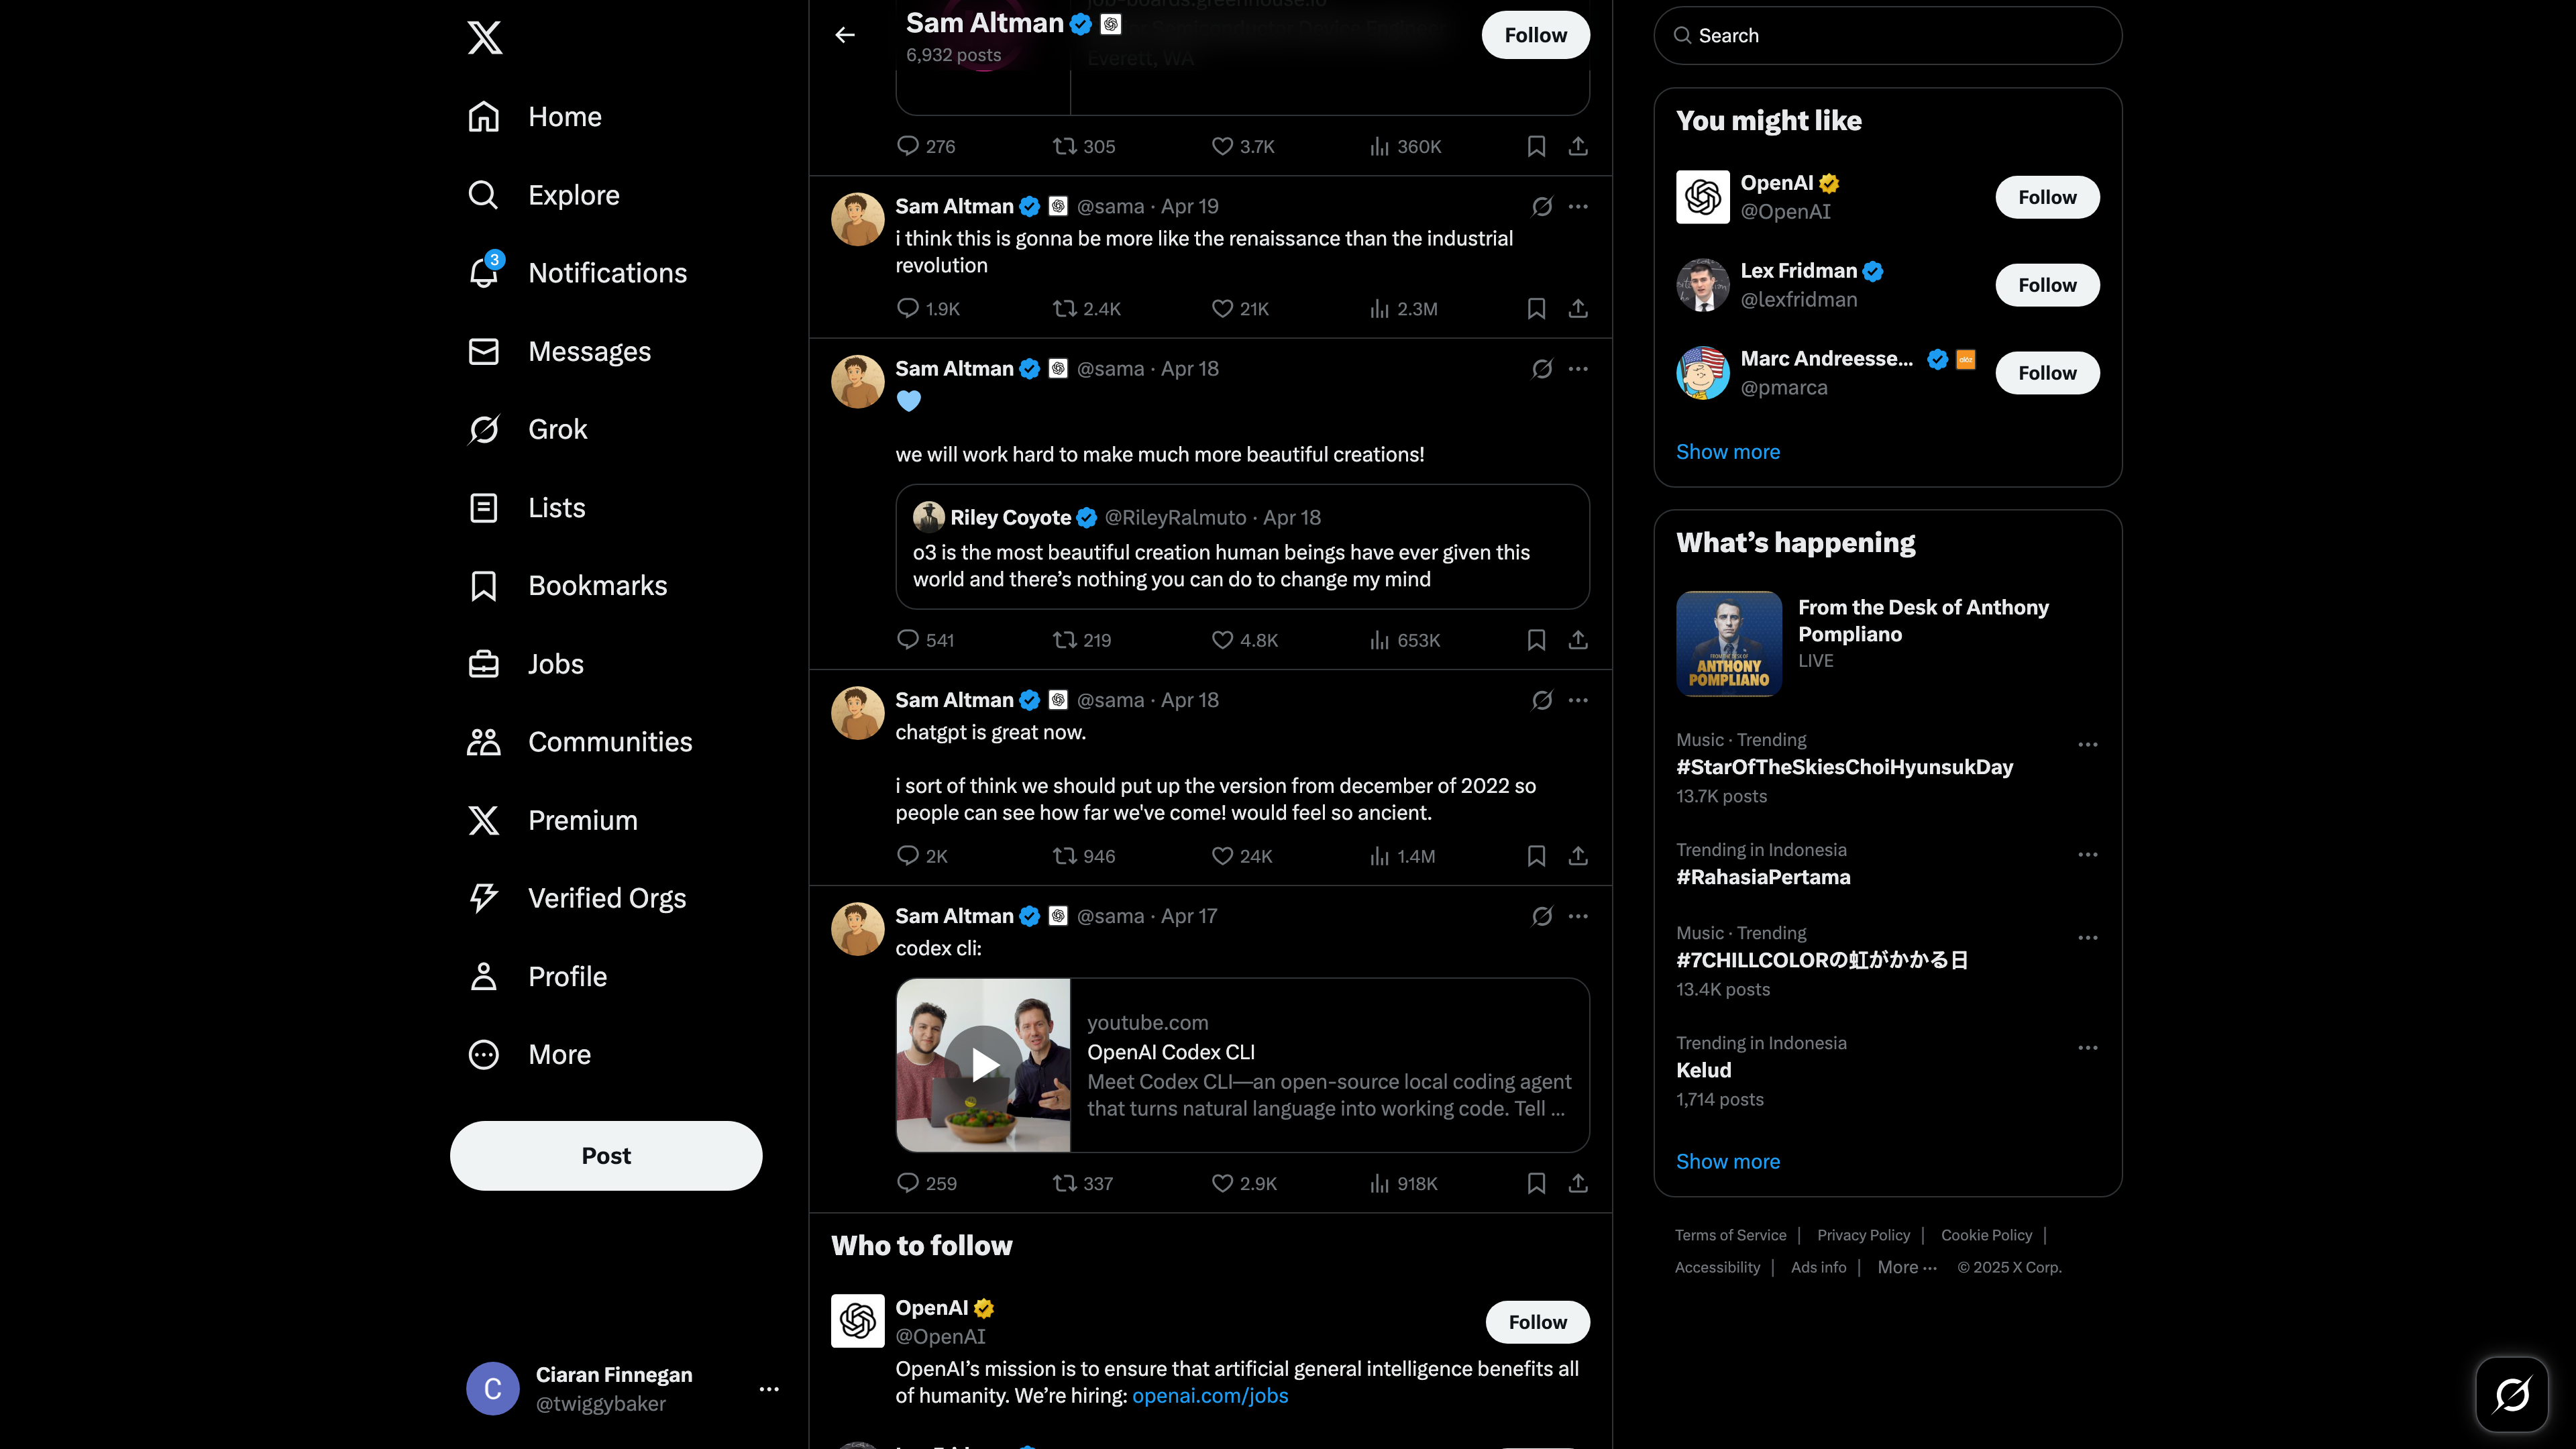 Home
Explore
3
Notifications
Messages
Grok
Lists
Bookmarks
Jobs
Communities
Premium
Verified Orgs
Profile
More
Post
C
Ciaran Finnegan
@twiggybaker
Sam Altman
6,932 posts
Follow
job-boards.greenhouse.io
Everett, WA
276 305 3.7K 360K
Sam Altman @sama · Apr 19
i think this is gonna be more like the renaissance than the industrial
revolution
1.9K 2.4K 21K 2.3M
Sam Altman @sama · Apr 18
🩵
we will work hard to make much more beautiful creations!
Riley Coyote @RileyRalmuto · Apr 18
o3 is the most beautiful creation human beings have ever given this
world and there’s nothing you can do to change my mind
541 219 4.8K 653K
Sam Altman @sama · Apr 18
chatgpt is great now.
i sort of think we should put up the version from december of 2022 so
people can see how far we've come! would feel so ancient.
2K 946 24K 1.4M
Sam Altman @sama · Apr 17
codex cli:
youtube.com
OpenAI Codex CLI
Meet Codex CLI—an open-source local coding agent
that turns natural language into working code. Tell ...
259 337 2.9K 918K
Who to follow
OpenAI
@OpenAI
Follow
OpenAI’s mission is to ensure that artificial general intelligence benefits all
of humanity. We’re hiring: openai.com/jobs
Search
You might like
OpenAI
@OpenAI
Follow
Lex Fridman
@lexfridman
Follow
Marc Andreesse...
@pmarca
Follow
Show more
What’s happening
FROM THE DESK OF
ANTHONY
POMPLIANO
From the Desk of Anthony
Pompliano
LIVE
Music · Trending
#StarOfTheSkiesChoiHyunsukDay
13.7K posts
Trending in Indonesia
#RahasiaPertama
Music · Trending
#7CHILLCOLORの虹がかかる日
13.4K posts
Trending in Indonesia
Kelud
1,714 posts
Show more
Terms of Service | Privacy Policy | Cookie Policy |
Accessibility | Ads info | More ··· © 2025 X Corp.